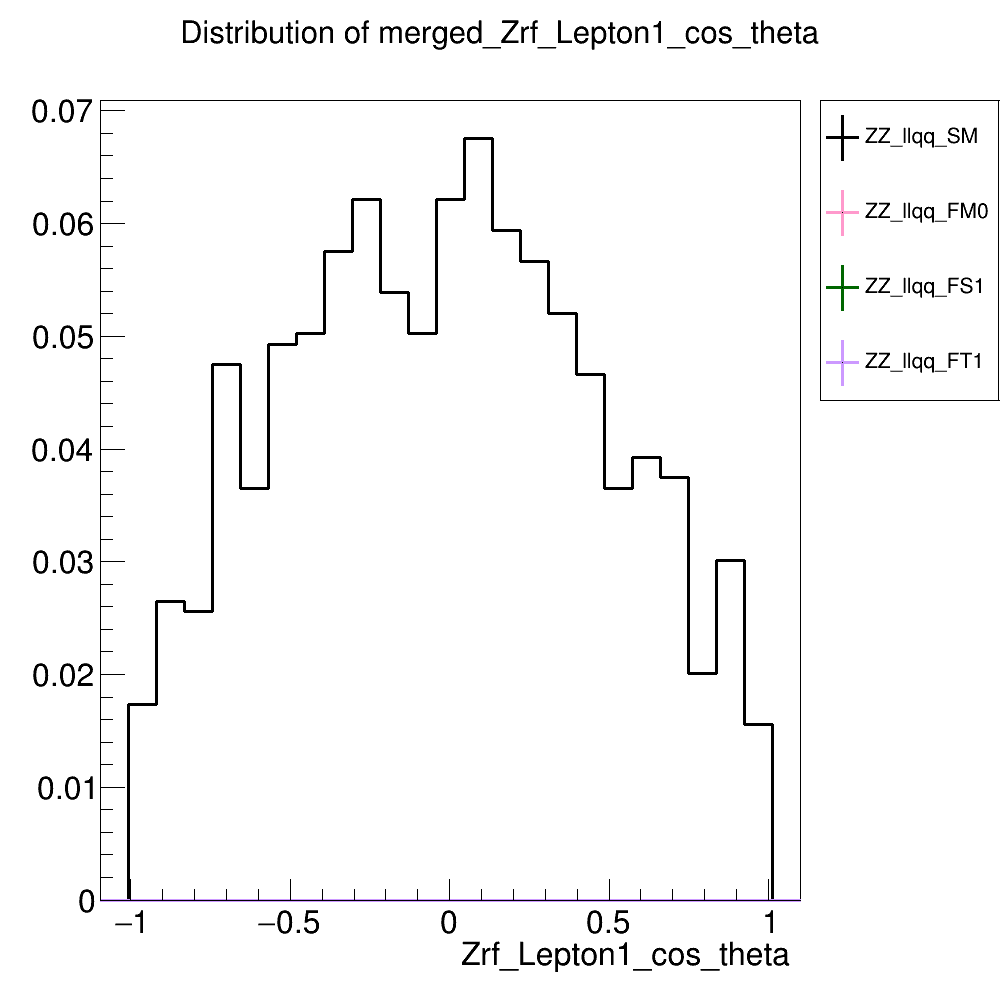 Distribution of merged_Zrf_Lepton1_cos_theta
0.07
0.06
0.05
0.04
0.03
0.02
0.01
0
−1 −0.5 0 0.5 1
Zrf_Lepton1_cos_theta
ZZ_llqq_SM
ZZ_llqq_FM0
ZZ_llqq_FS1
ZZ_llqq_FT1